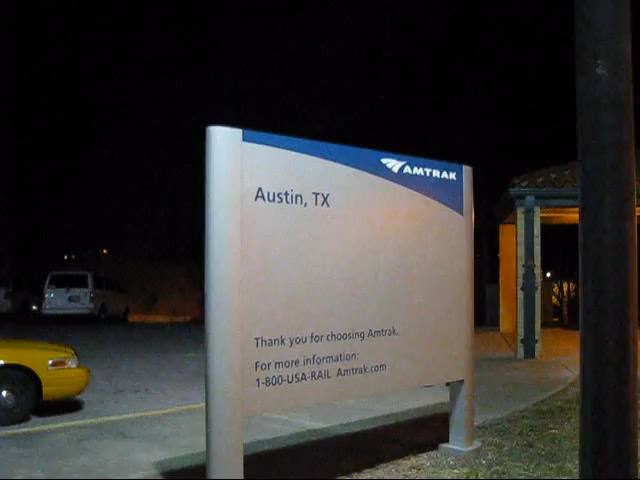 AMTRAK
Austin, TX
Thank you for choosing Amtrak.
For more information:
1-800-USA-RAIL Amtrak.com